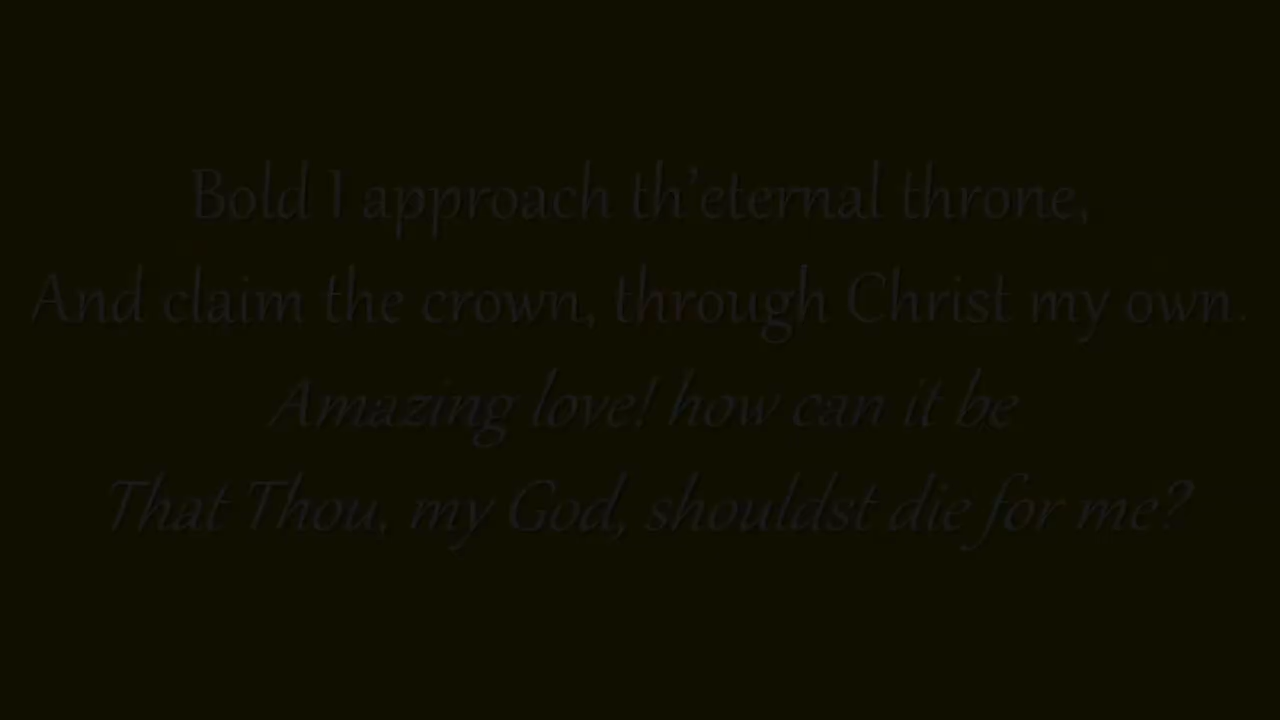 Bold I approach th’eternal throne,
And claim the crown, through Christ my own.
Amazing love! how can it be
That Thou, my God, shouldst die for me?